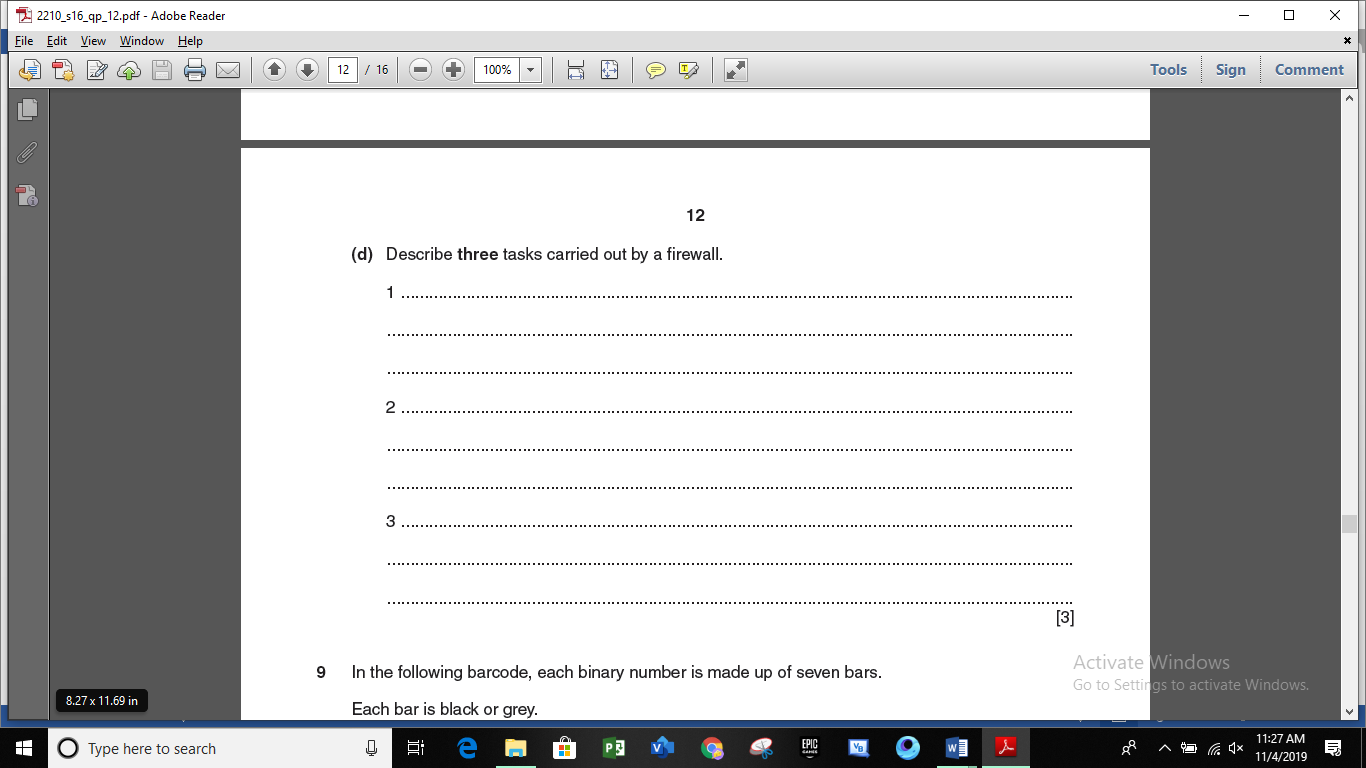 2210_s16_qp_12.pdf - Adobe Reader
File Edit View Window Help
12 / 16 100% Tools Sign Comment
12
(d) Describe three tasks carried out by a firewall.
1 ....................................................................................................................................................
....................................................................................................................................................
....................................................................................................................................................
2 ....................................................................................................................................................
....................................................................................................................................................
....................................................................................................................................................
3 ....................................................................................................................................................
....................................................................................................................................................
....................................................................................................................................................
[3]
9 In the following barcode, each binary number is made up of seven bars.
Each bar is black or grey.
Activate Windows
Go to Settings to activate Windows.
8.27 x 11.69 in
Type here to search
EPIC GAMES
11:27 AM
11/4/2019